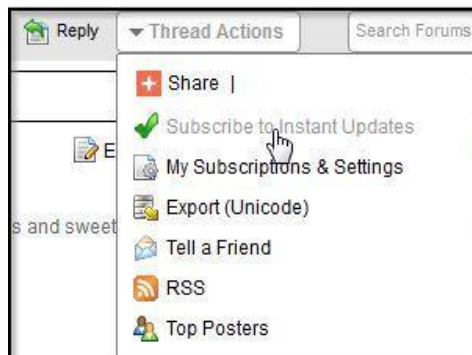 Reply
Thread Actions
Search Forums
Share |
Subscribe to Instant Updates
E
My Subscriptions & Settings
Export (Unicode)
s and sweet
Tell a Friend
RSS
Top Posters